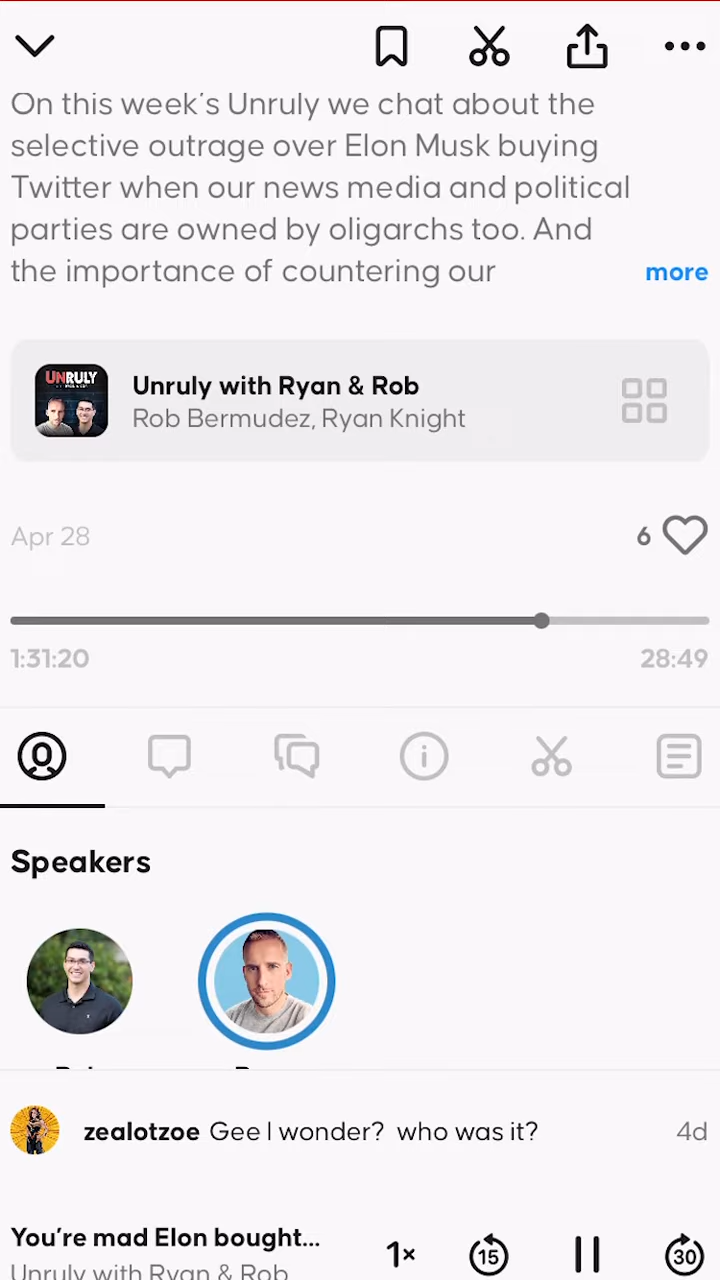 On this week's Unruly we chat about the
selective outrage over Elon Musk buying
Twitter when our news media and political
parties are owned by oligarchs too. And
the importance of countering our more
UNRULY
Unruly with Ryan & Rob
Rob Bermudez, Ryan Knight
Apr 28 6
1:31:20 28:49
Speakers
zealotzoe Gee I wonder? who was it? 4d
You're mad Elon bought...
1× 15 30
Unruly with Ryan & Rob